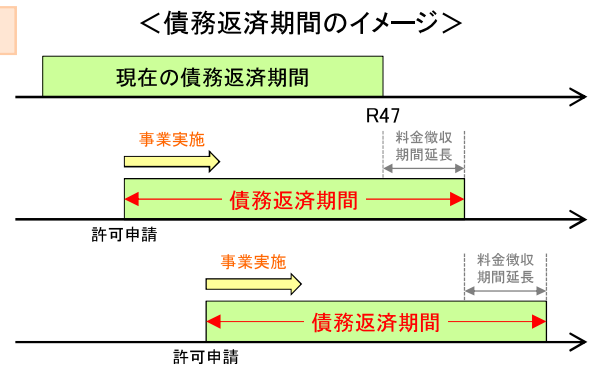 ＜債務返済期間のイメージ＞
現在の債務返済期間
R47
事業実施
料金徴収
期間延長
債務返済期間
許可申請
事業実施
料金徴収
期間延長
債務返済期間
許可申請